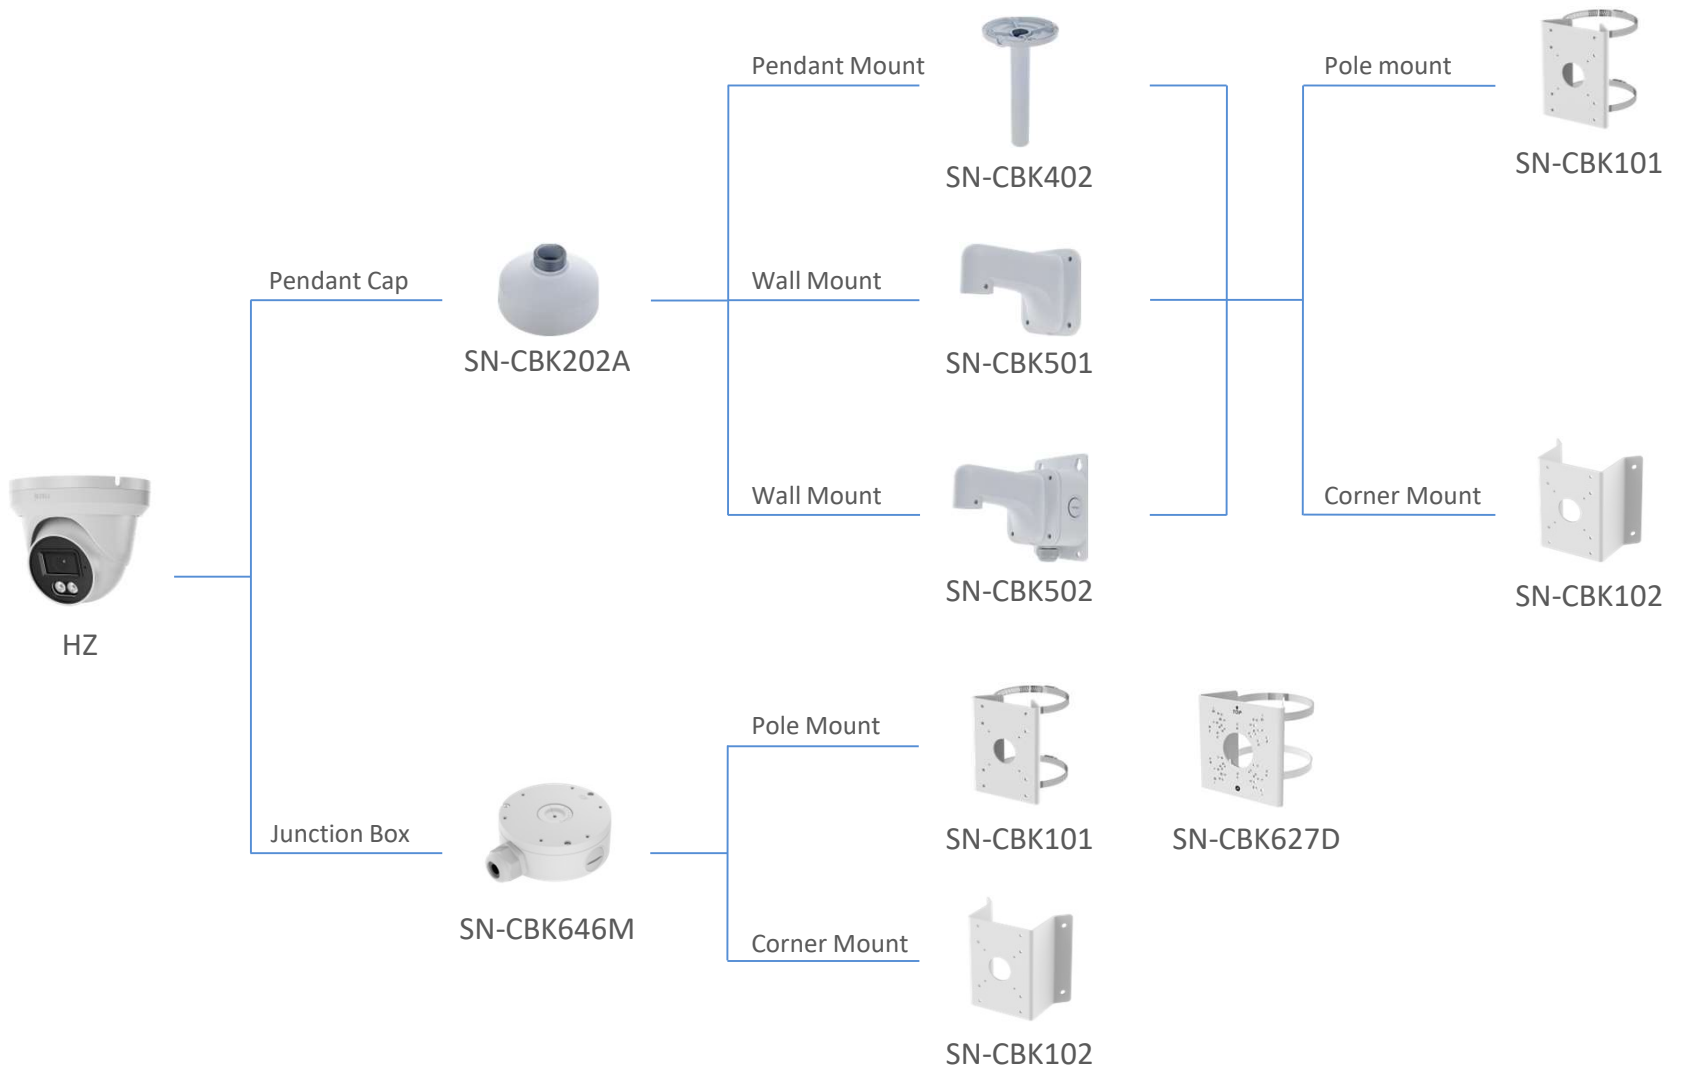 Pendant Mount
SN-CBK402
Pole mount
SN-CBK101
Pendant Cap
SN-CBK202A
Wall Mount
SN-CBK501
Wall Mount
SN-CBK502
Corner Mount
SN-CBK102
HZ
Junction Box
SN-CBK646M
Pole Mount
SN-CBK101
TOP
SN-CBK627D
Corner Mount
SN-CBK102